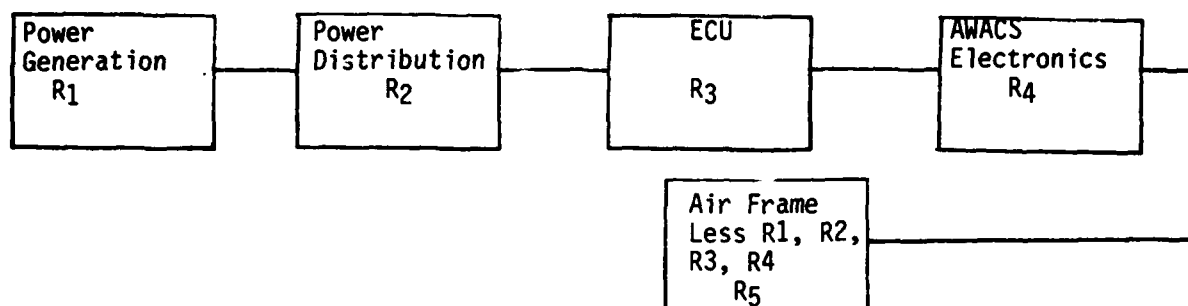 Power
Generation
R1
Power
Distribution
R2
ECU
R3
AWACS
Electronics
R4
Air Frame
Less R1, R2,
R3, R4
R5